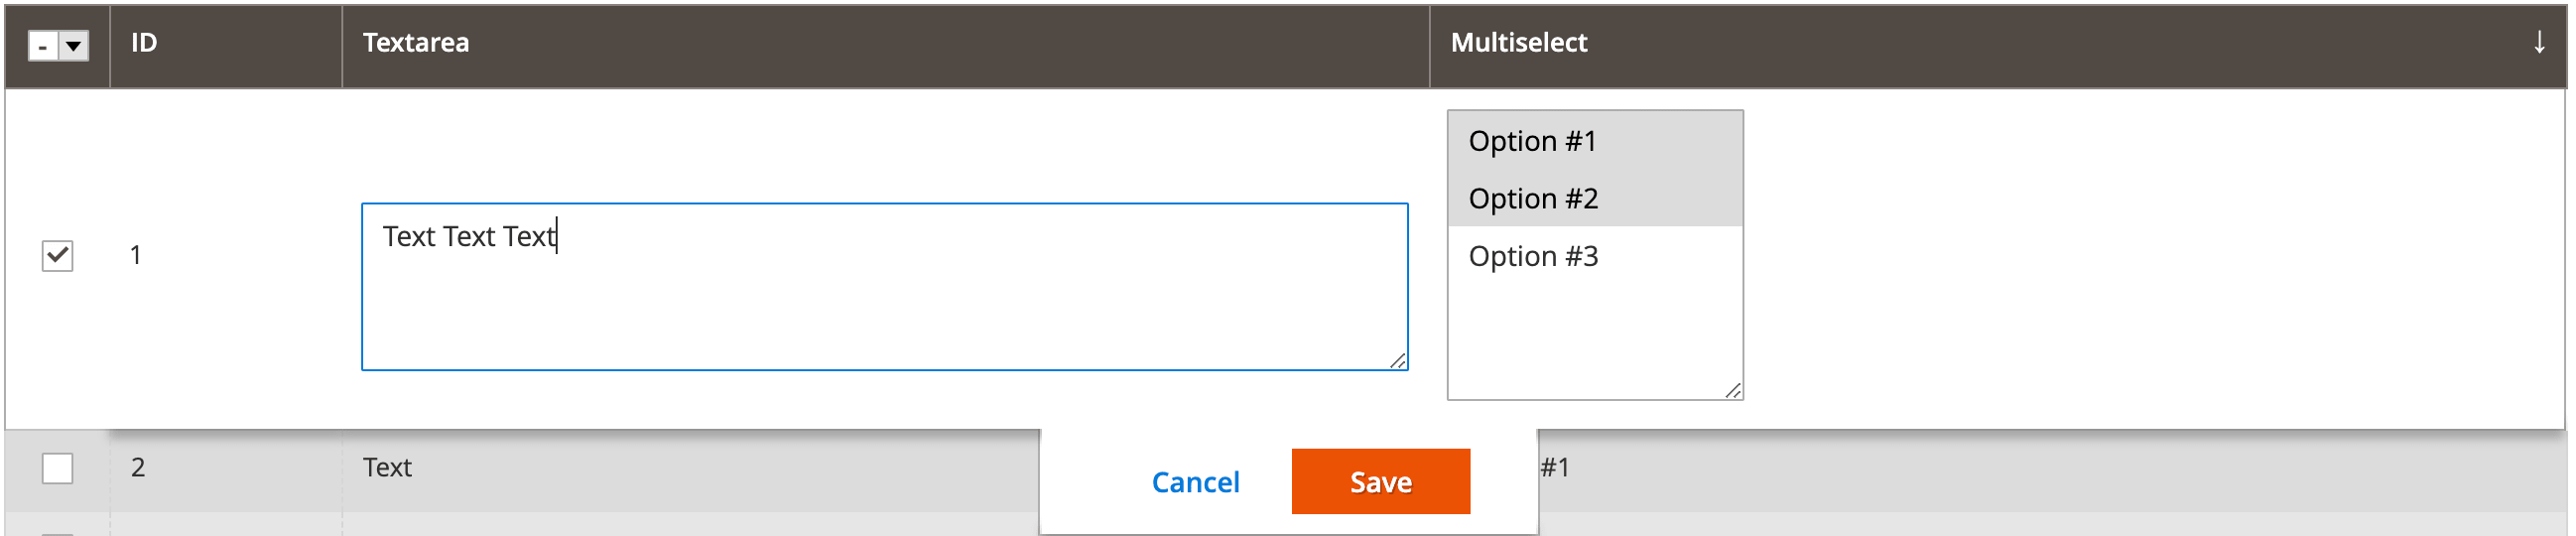 ID Textarea Multiselect ↓
Option #1
Option #2
Option #3
1 Text Text Text
2 Text #1
Cancel Save